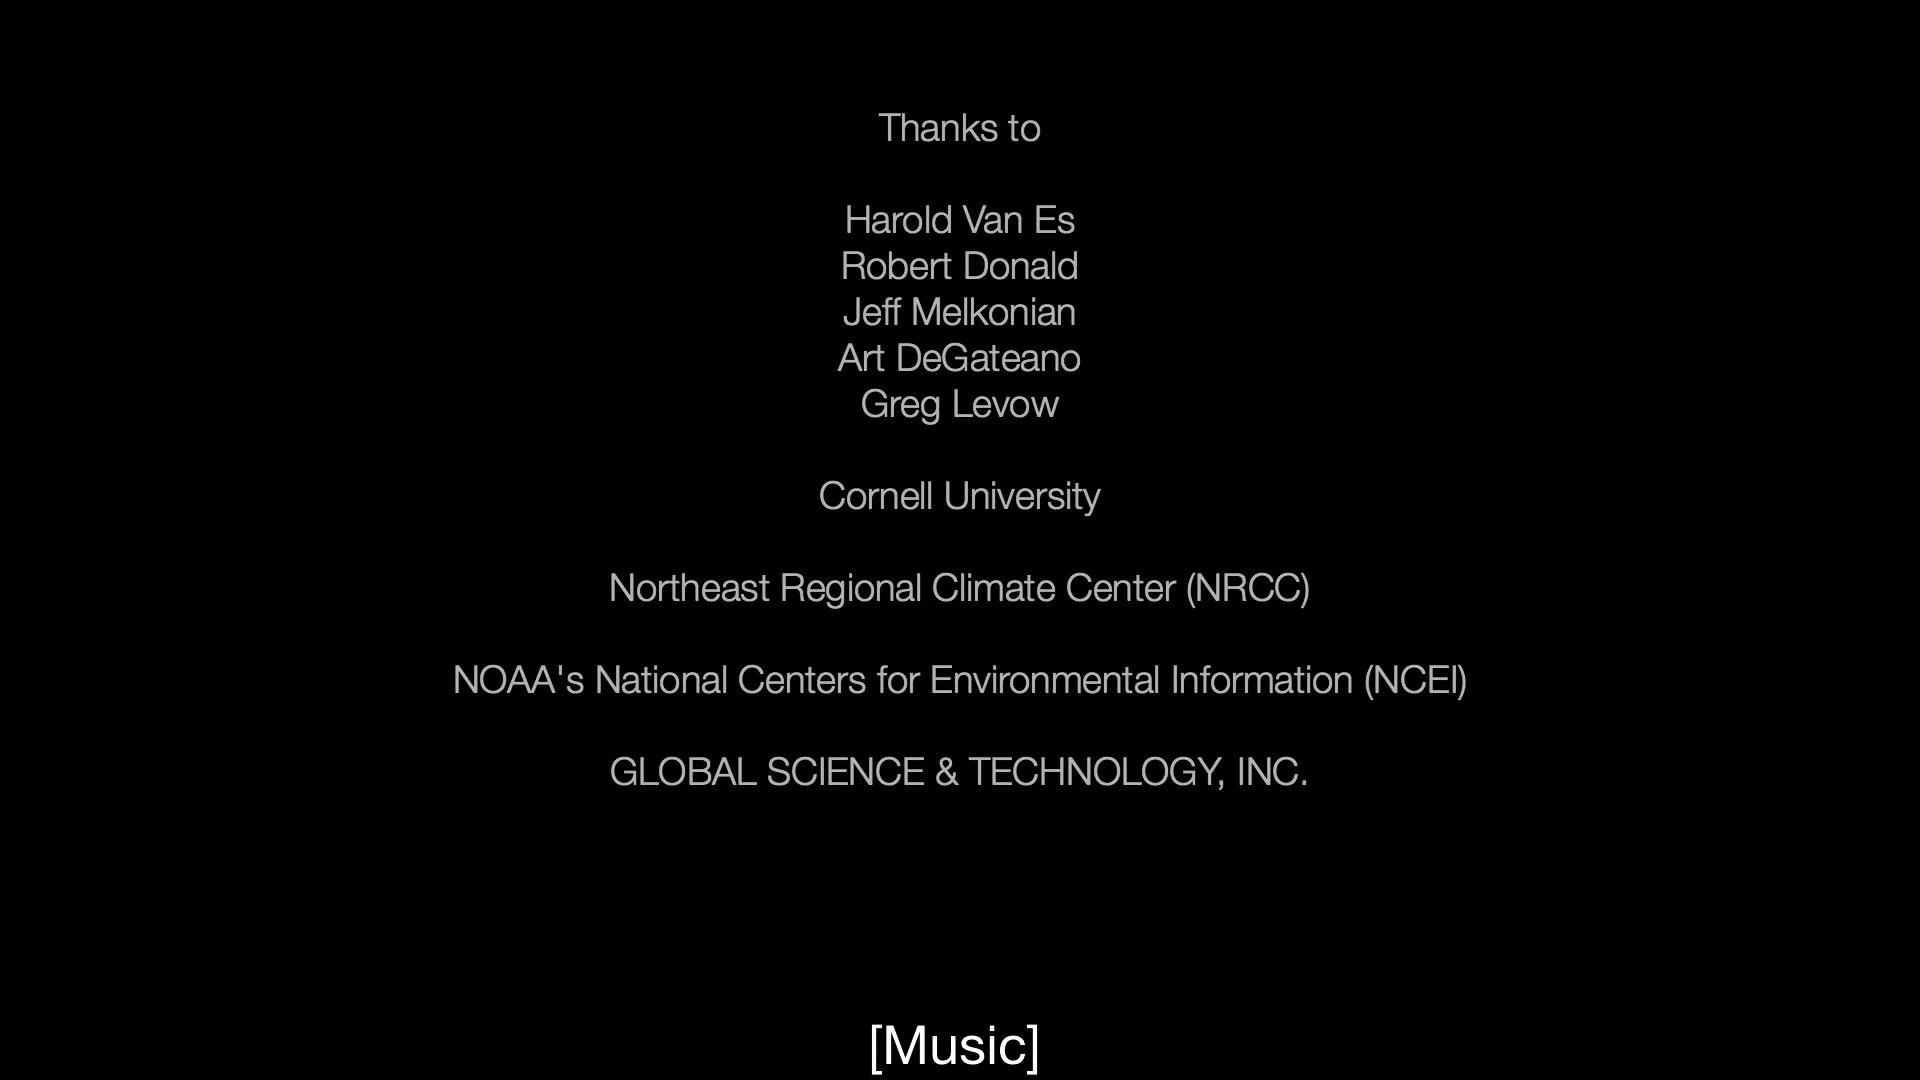 Thanks to
Harold Van Es
Robert Donald
Jeff Melkonian
Art DeGateano
Greg Levow
Cornell University
Northeast Regional Climate Center (NRCC)
NOAA's National Centers for Environmental Information (NCEI)
GLOBAL SCIENCE & TECHNOLOGY, INC.
[Music]